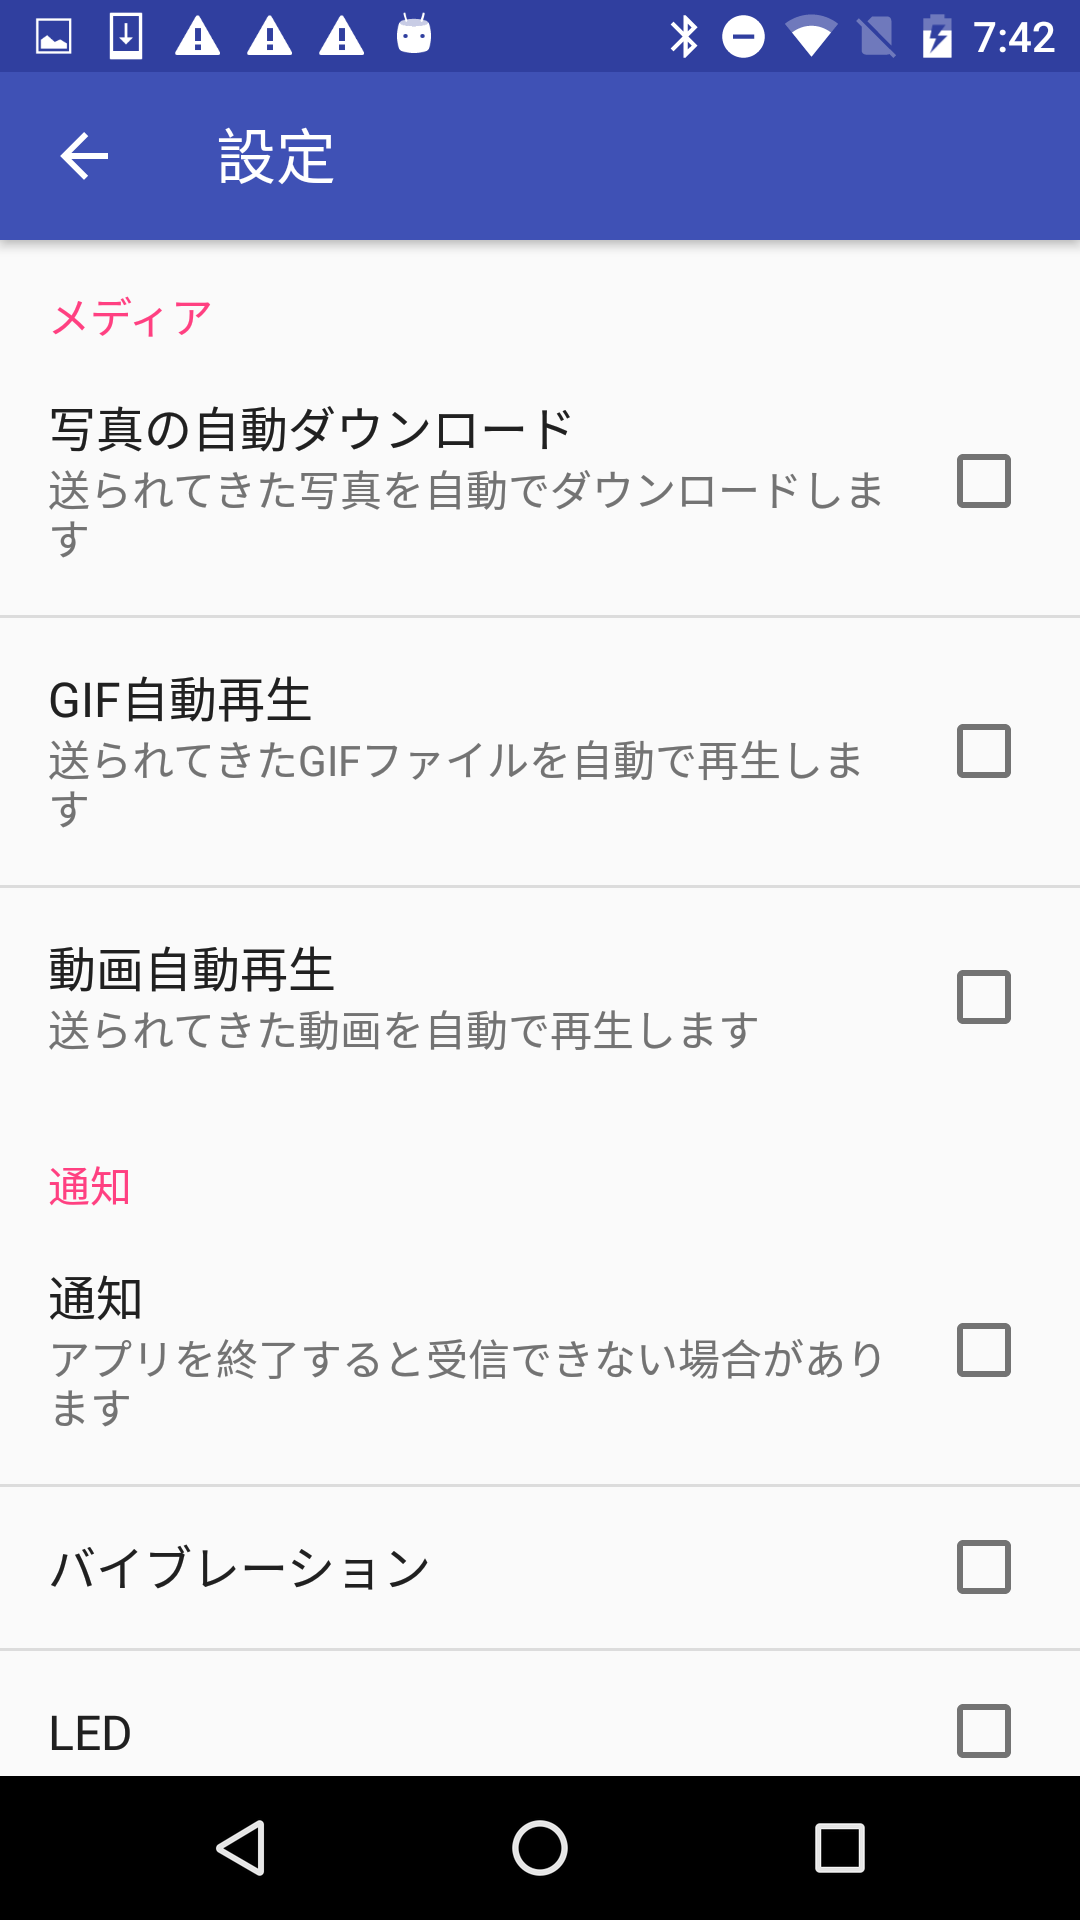 7:42
設定
メディア
写真の自動ダウンロード
送られてきた写真を自動でダウンロードしま
す
GIF自動再生
送られてきたGIFファイルを自動で再生しま
す
動画自動再生
送られてきた動画を自動で再生します
通知
通知
アプリを終了すると受信できない場合があり
ます
バイブレーション
LED